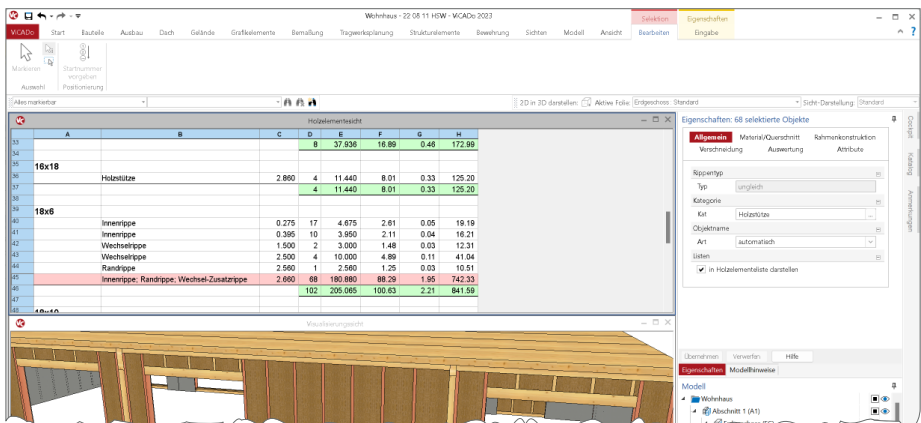 Wohnhaus - 22 08 11 HSW - ViCADo 2023
Selektion Eigenschaften
ViCADo Start Bauteile Ausbau Dach Gelände Grafikelemente Bemaßung Tragwerksplanung Strukturelemente Bewehrung Sichten Modell Ansicht Bearbeiten Eingabe
Markieren Startnummer vorgeben
Auswahl Positionierung
Alles markierbar 2D in 3D darstellen: Aktive Folie: Erdgeschoss: Standard Sicht-Darstellung: Standard
Holzelementesicht
A B C D E F G H
33 8 37.936 16.89 0.46 172.99
34
35 16x18
36 Holzstütze 2.860 4 11.440 8.01 0.33 125.20
37 4 11.440 8.01 0.33 125.20
38
39 18x6
40 Innenrippe 0.275 17 4.675 2.61 0.05 19.19
41 Innenrippe 0.395 10 3.950 2.11 0.04 16.21
42 Wechselrippe 1.500 2 3.000 1.48 0.03 12.31
43 Wechselrippe 2.500 4 10.000 4.89 0.11 41.04
44 Randrippe 2.560 1 2.560 1.25 0.03 10.51
45 Innenrippe; Randrippe; Wechsel-Zusatzrippe 2.660 68 180.880 88.29 1.95 742.33
46 102 205.065 100.63 2.21 841.59
47
48 18x10
Visualisierungssicht
Eigenschaften: 68 selektierte Objekte
Allgemein Material/Querschnitt Rahmenkonstruktion
Verschneidung Auswertung Attribute
Rippentyp
Typ ungleich
Kategorie
Kat Holzstütze ...
Objektname
Art automatisch
Listen
in Holzelementeliste darstellen
Übernehmen Verwerfen Hilfe
Eigenschaften Modellhinweise
Modell
Wohnhaus
Abschnitt 1 (A1)
Cockpit
Katalog
Anmerkungen